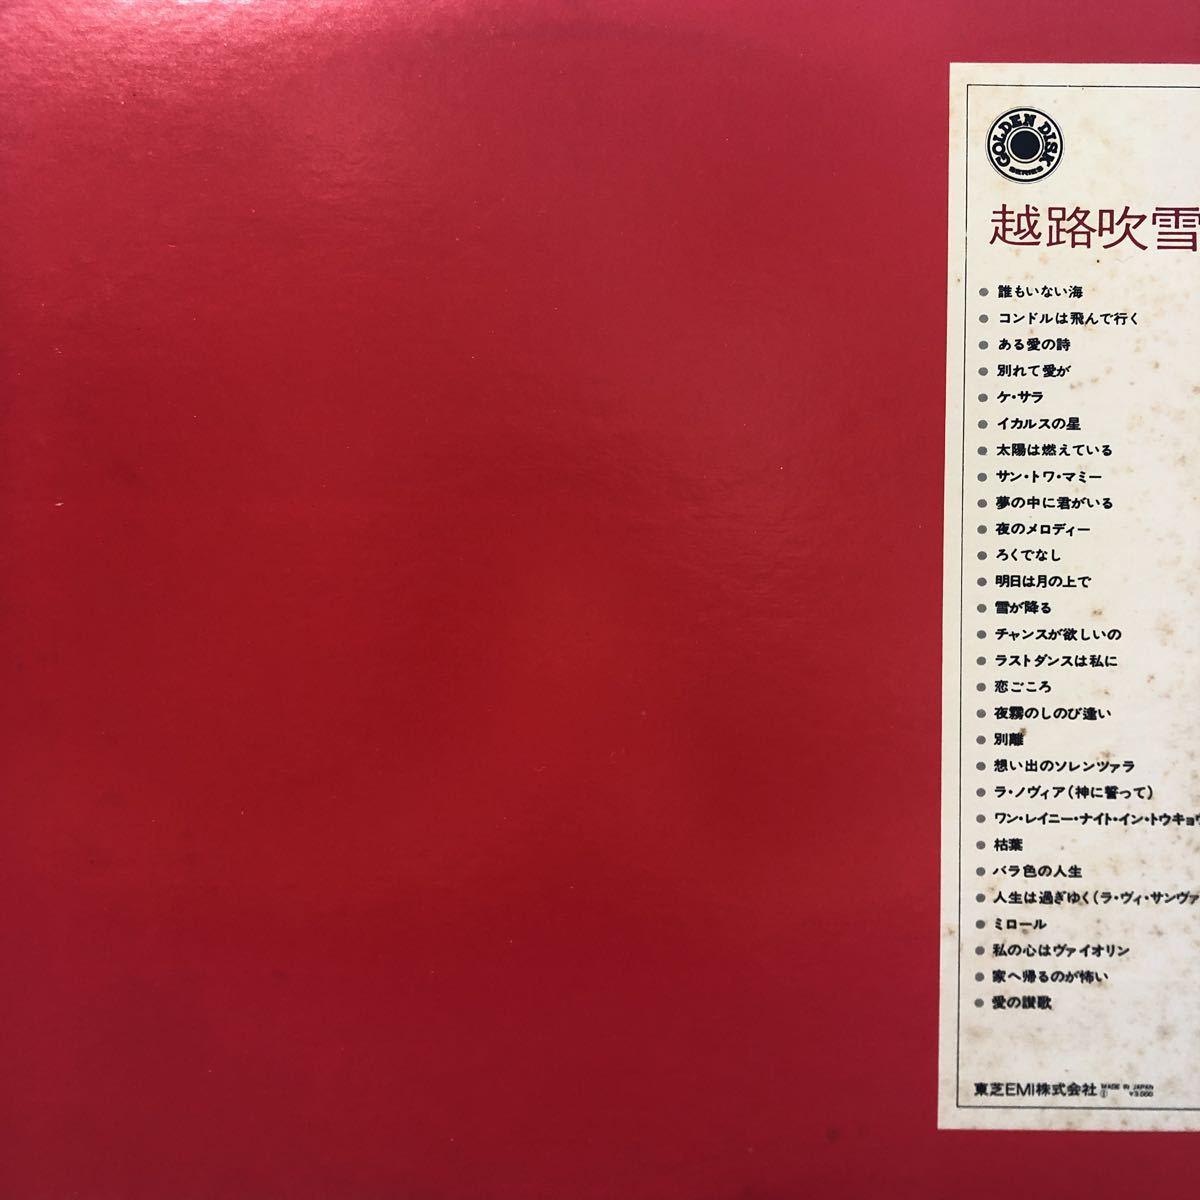 GOLDEN DISK
SERIES
越路吹雪
● 誰もいない海
● コンドルは飛んで行く
● ある愛の詩
● 別れて愛が
● ケ・サラ
● イカルスの星
● 太陽は燃えている
● サン・トワ・マミー
● 夢の中に君がいる
● 夜のメロディー
● ろくでなし
● 明日は月の上で
● 雪が降る
● チャンスが欲しいの
● ラストダンスは私に
● 恋ごころ
● 夜霧のしのび逢い
● 別離
● 想い出のソレンツァラ
● ラ・ノヴィア(神に誓って)
● ワン・レイニー・ナイト・イン・トウキョウ
● 枯葉
● バラ色の人生
● 人生は過ぎゆく(ラ・ヴィ・サンヴァ
● ミロール
● 私の心はヴァイオリン
● 家へ帰るのが怖い
● 愛の讃歌
東芝EMI株式会社 MADE IN JAPAN
¥3,000